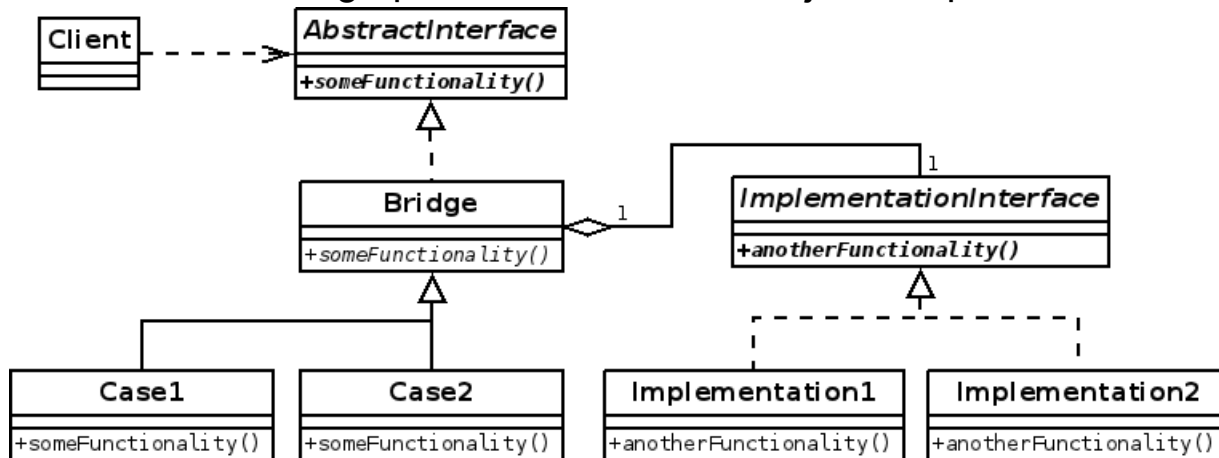 Client
AbstractInterface
+someFunctionality()
Bridge
+someFunctionality()
1
1
ImplementationInterface
+anotherFunctionality()
Case1
+someFunctionality()
Case2
+someFunctionality()
Implementation1
+anotherFunctionality()
Implementation2
+anotherFunctionality()